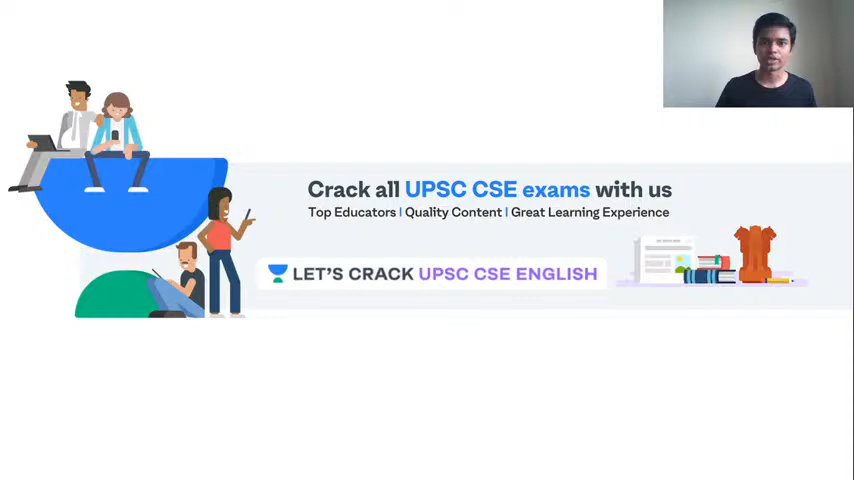 Crack all UPSC CSE exams with us
Top Educators | Quality Content | Great Learning Experience
LET'S CRACK UPSC CSE ENGLISH